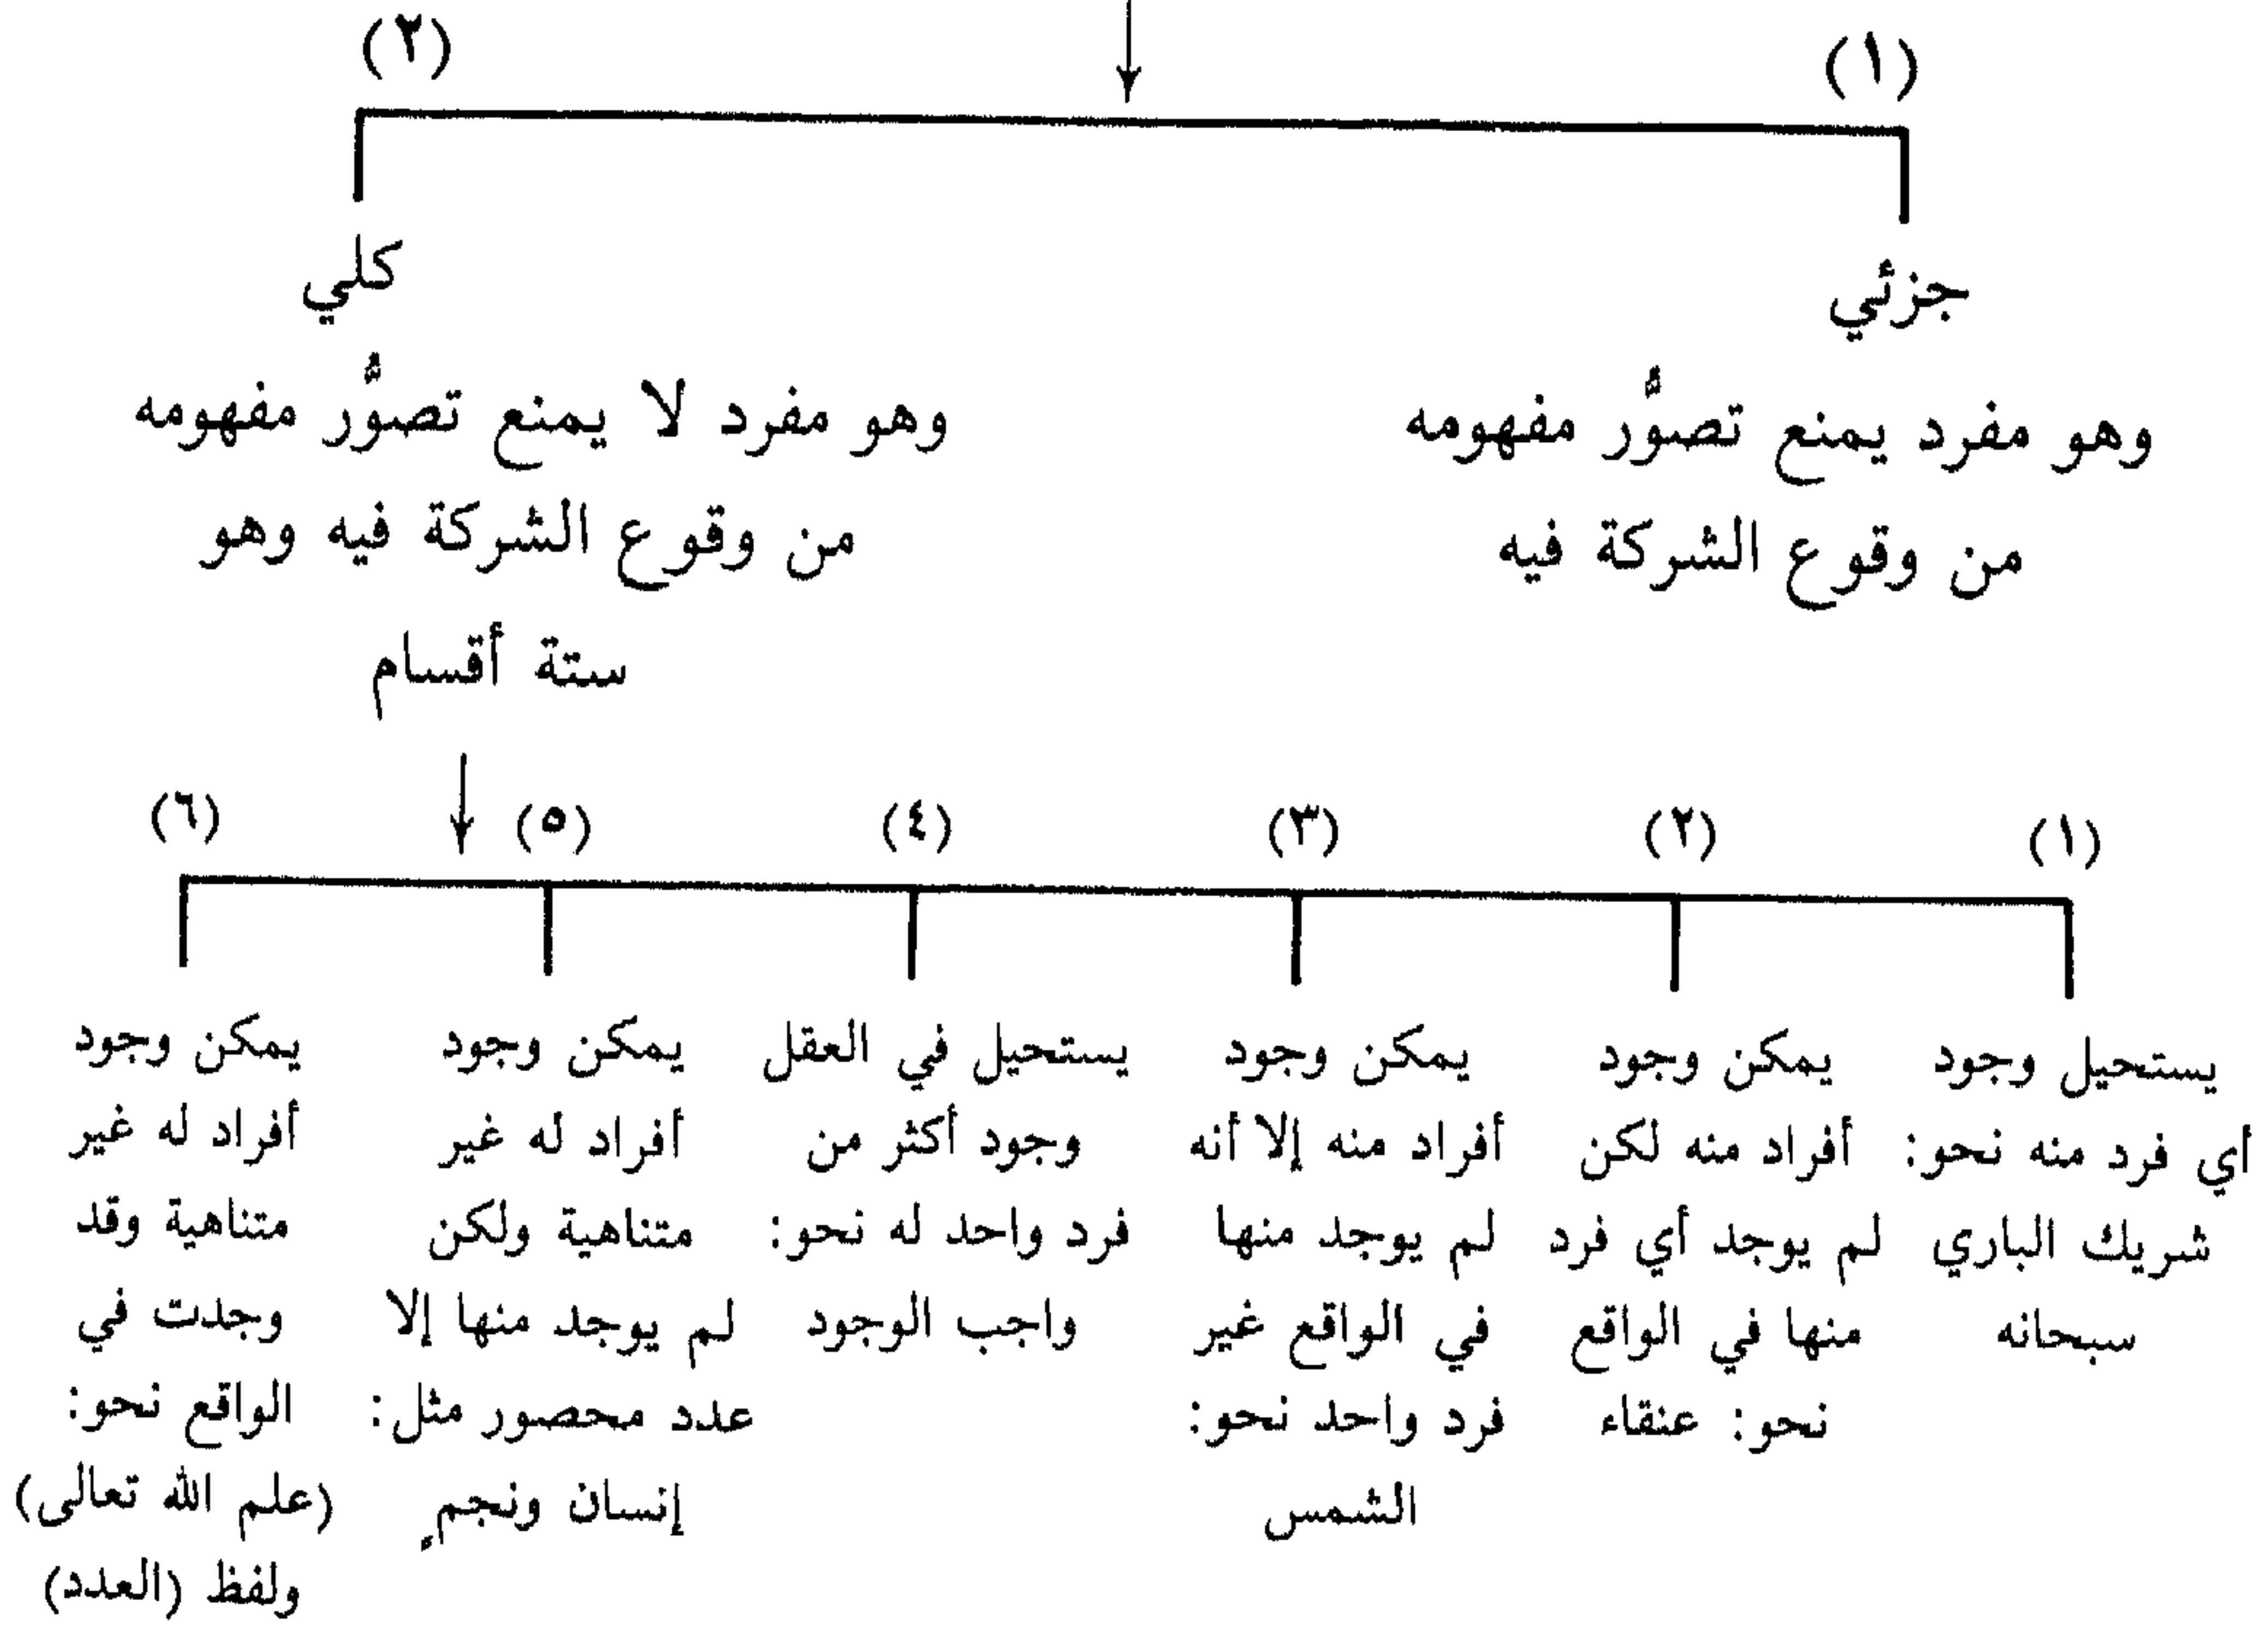 (١)
(٢)
جزئي
وهو مفرد يمنع تصوُّر مفهومه
من وقوع الشركة فيه
كلي
وهو مفرد لا يمنع تصوُّر مفهومه
من وقوع الشركة فيه وهو
ستة أقسام
(١)
يستحيل وجود
أي فرد منه نحو:
شريك الباري
سبحانه
(٢)
يمكن وجود
أفراد منه لكن
لم يوجد أي فرد
منها في الواقع
نحو: عنقاء
(٣)
يمكن وجود
أفراد منه إلا أنه
لم يوجد منها
في الواقع غير
فرد واحد نحو:
الشمس
(٤)
يستحيل في العقل
وجود أكثر من
فرد واحد له نحو:
واجب الوجود
(٥)
يمكن وجود
أفراد له غير
متناهية ولكن
لم يوجد منها إلا
عدد محصور مثل:
إنسان ونجمٍ
(٦)
يمكن وجود
أفراد له غير
متناهية وقد
وجدت في
الواقع نحو:
(علم الله تعالى)
ولفظ (العدد)